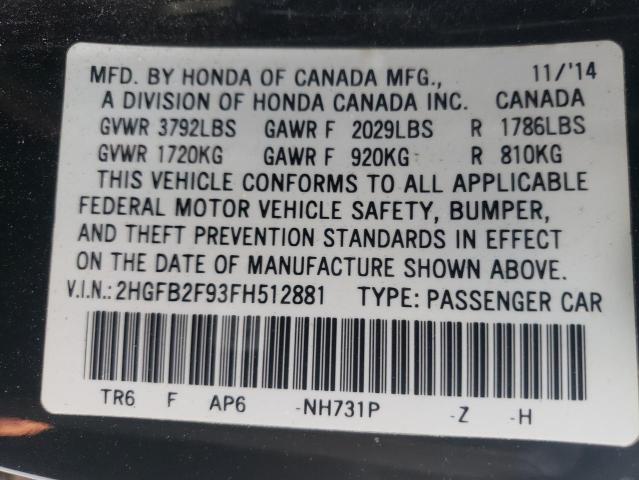 MFD. BY HONDA OF CANADA MFG., 11/'14
A DIVISION OF HONDA CANADA INC. CANADA
GVWR 3792LBS GAWR F 2029LBS R 1786LBS
GVWR 1720KG GAWR F 920KG R 810KG
THIS VEHICLE CONFORMS TO ALL APPLICABLE
FEDERAL MOTOR VEHICLE SAFETY, BUMPER,
AND THEFT PREVENTION STANDARDS IN EFFECT
ON THE DATE OF MANUFACTURE SHOWN ABOVE.
V.I.N.:2HGFB2F93FH512881 TYPE: PASSENGER CAR
TR6 F AP6 -NH731P -Z -H